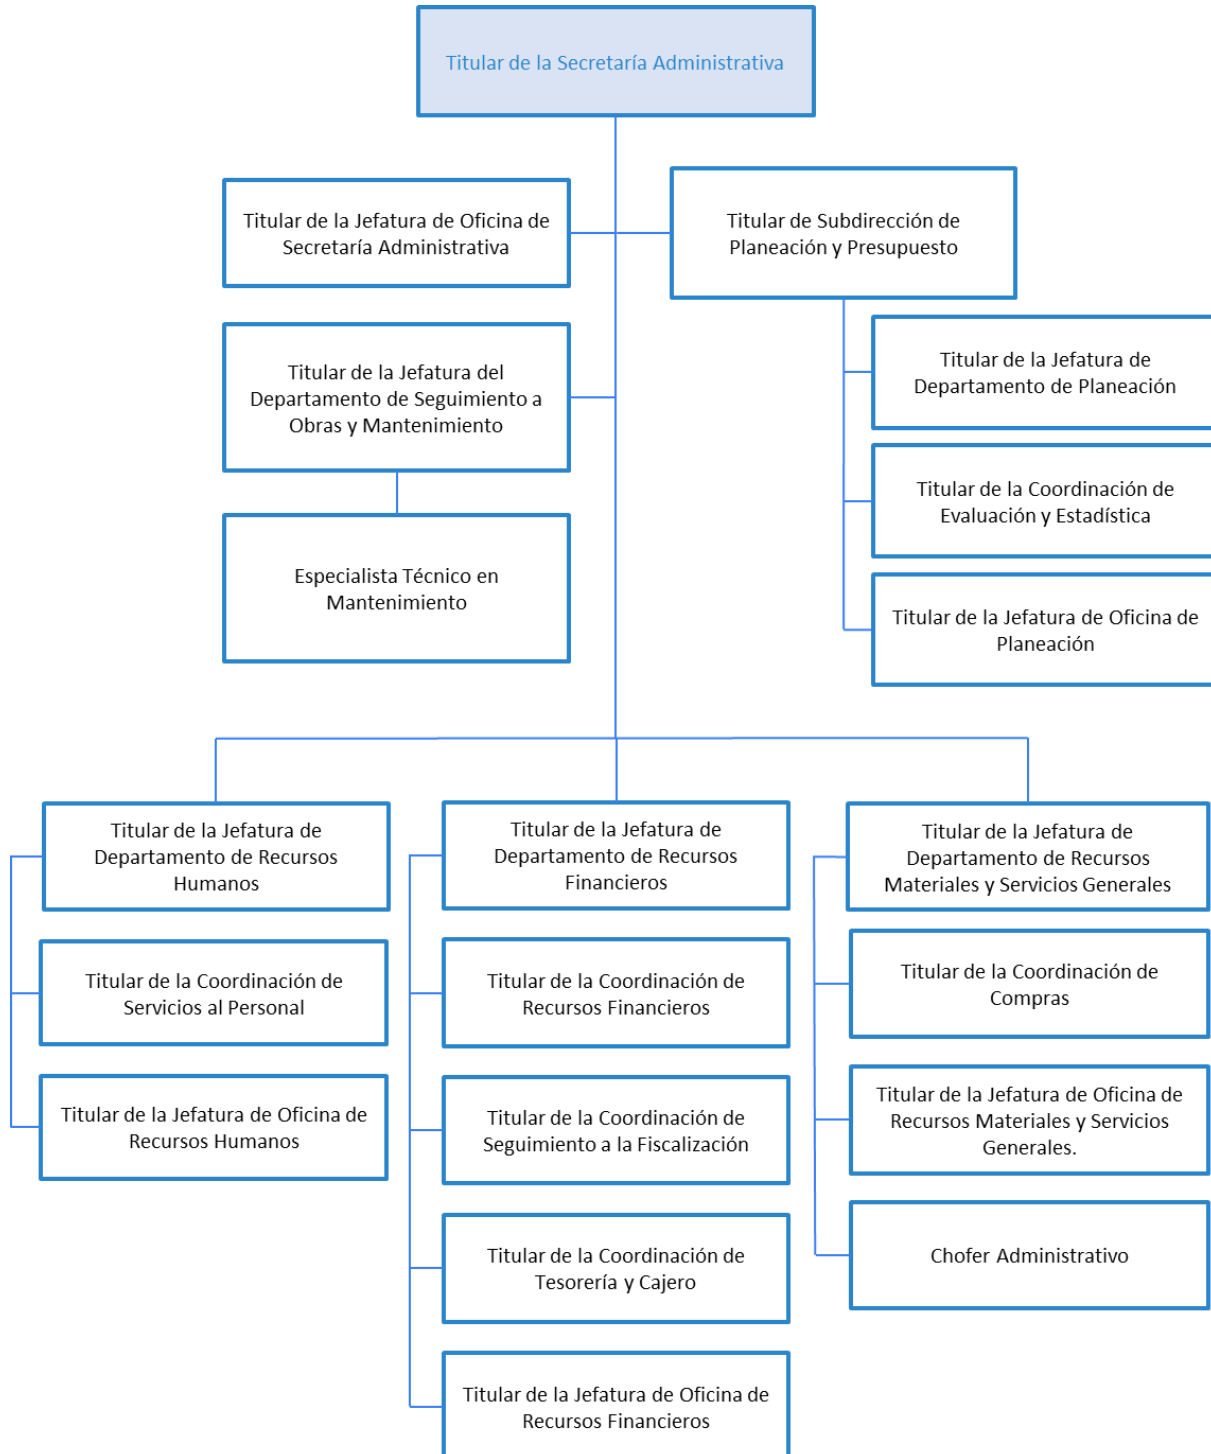 Titular de la Secretaría Administrativa
Titular de la Jefatura de Oficina de
Secretaría Administrativa
Titular de Subdirección de
Planeación y Presupuesto
Titular de la Jefatura del
Departamento de Seguimiento a
Obras y Mantenimiento
Titular de la Jefatura de
Departamento de Planeación
Titular de la Coordinación de
Evaluación y Estadística
Especialista Técnico en
Mantenimiento
Titular de la Jefatura de Oficina de
Planeación
Titular de la Jefatura de
Departamento de Recursos
Humanos
Titular de la Coordinación de
Servicios al Personal
Titular de la Jefatura de Oficina de
Recursos Humanos
Titular de la Jefatura de
Departamento de Recursos
Financieros
Titular de la Coordinación de
Recursos Financieros
Titular de la Coordinación de
Seguimiento a la Fiscalización
Titular de la Coordinación de
Tesorería y Cajero
Titular de la Jefatura de Oficina de
Recursos Financieros
Titular de la Jefatura de
Departamento de Recursos
Materiales y Servicios Generales
Titular de la Coordinación de
Compras
Titular de la Jefatura de Oficina de
Recursos Materiales y Servicios
Generales.
Chofer Administrativo